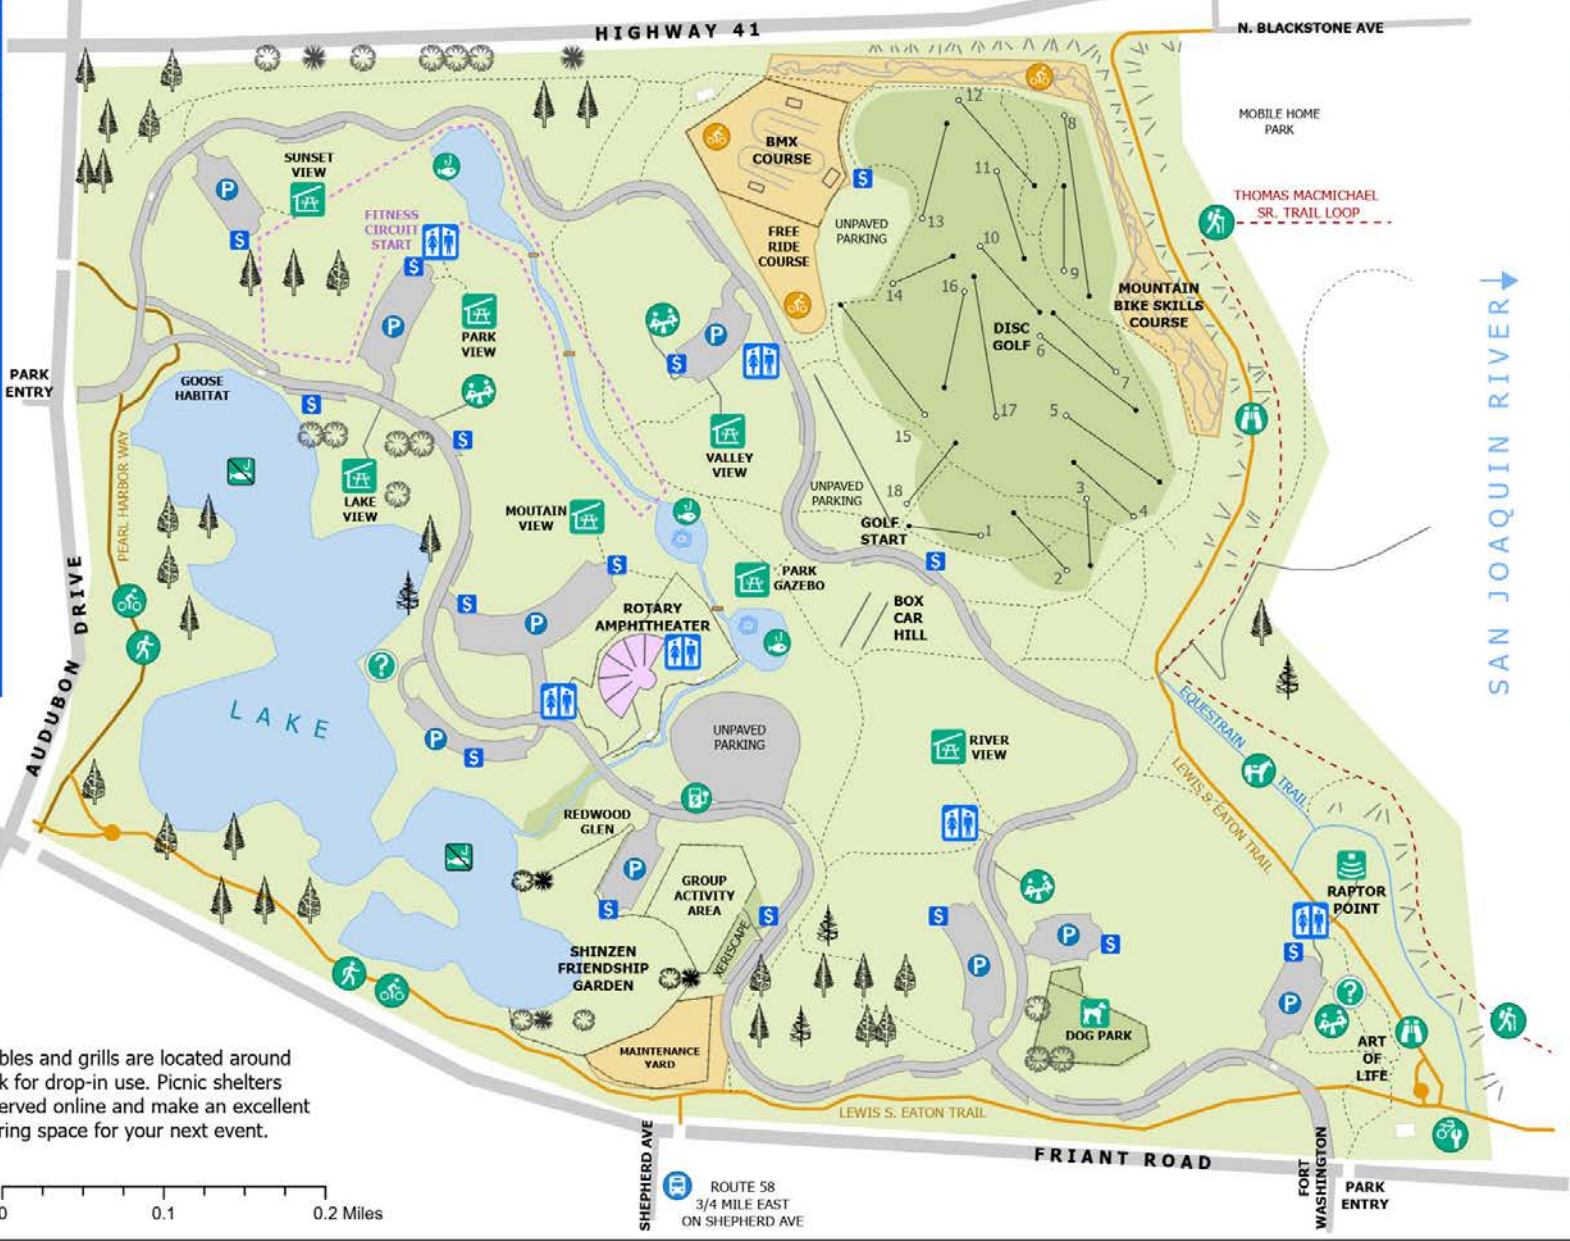 HIGHWAY 41
N. BLACKSTONE AVE
MOBILE HOME
PARK
THOMAS MACMICHAEL
SR. TRAIL LOOP
SAN JOAQUIN RIVER
BMX
COURSE
FREE
RIDE
COURSE
UNPAVED
PARKING
MOUNTAIN
BIKE SKILLS
COURSE
DISC
GOLF
12
8
11
13
10
9
14
16
6
7
17
5
15
18
3
4
1
2
GOLF
START
UNPAVED
PARKING
SUNSET
VIEW
P
$
FITNESS
CIRCUIT
START
$
P
PARK
VIEW
P
$
VALLEY
VIEW
PARK
ENTRY
GOOSE
HABITAT
$
$
LAKE
VIEW
PEARL HARBOR WAY
AUDUBON DRIVE
MOUTAIN
VIEW
$
$
P
$
PARK
GAZEBO
BOX
CAR
HILL
ROTARY
AMPHITHEATER
?
LAKE
P
$
UNPAVED
PARKING
RIVER
VIEW
EQUESTRAIN TRAIL
LEWIS S. EATON TRAIL
REDWOOD
GLEN
P
$
GROUP
ACTIVITY
AREA
XERISCAPE
$
SHINZEN
FRIENDSHIP
GARDEN
MAINTENANCE
YARD
$
P
P
$
DOG PARK
RAPTOR
POINT
$
P
?
ART
OF
LIFE
LEWIS S. EATON TRAIL
FRIANT ROAD
SHEPHERD AVE
FORT
WASHINGTON
PARK
ENTRY
ROUTE 58
3/4 MILE EAST
ON SHEPHERD AVE
bles and grills are located around
k for drop-in use. Picnic shelters
erved online and make an excellent
ring space for your next event.
0 0.1 0.2 Miles
$